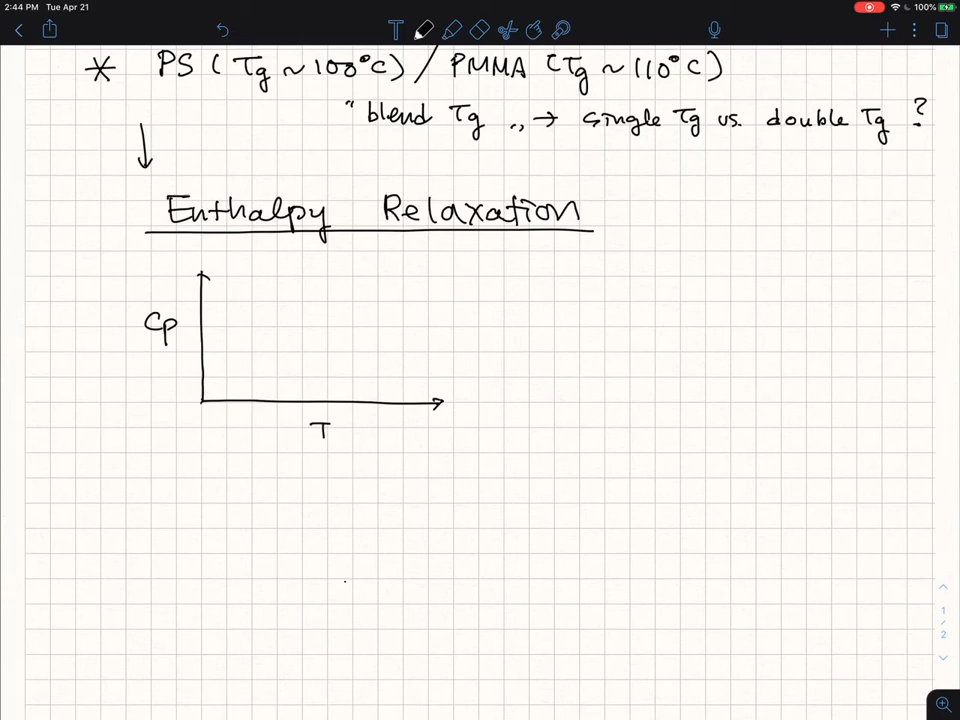 2:44 PM Tue Apr 21
100%
* PS (Tg ~ 100°C) / PMMA (Tg ~ 110°C)
"blend Tg „ → single Tg vs. double Tg ?
↓
Enthalpy Relaxation
Cp
T
1
/
2